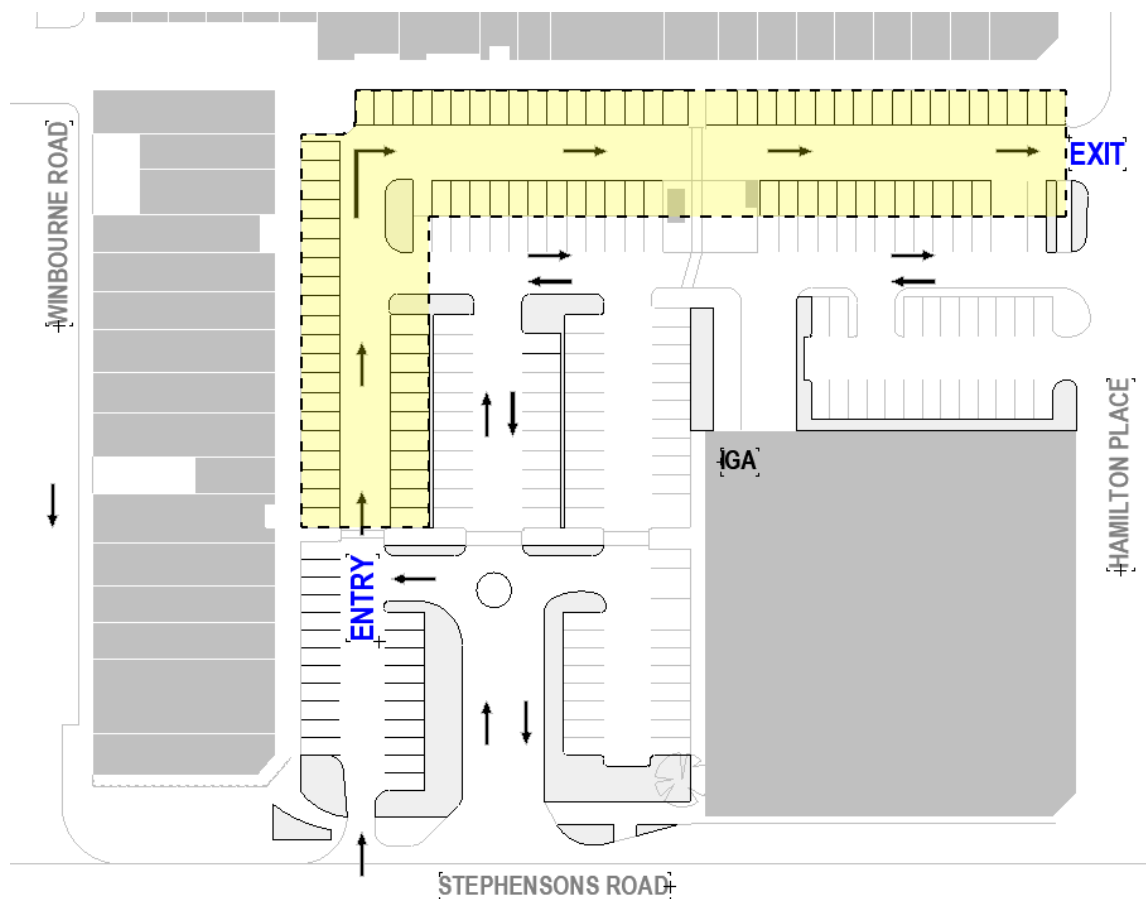 WINBOURNE ROAD
EXIT
IGA
HAMILTON PLACE
ENTRY
STEPHENSONS ROAD